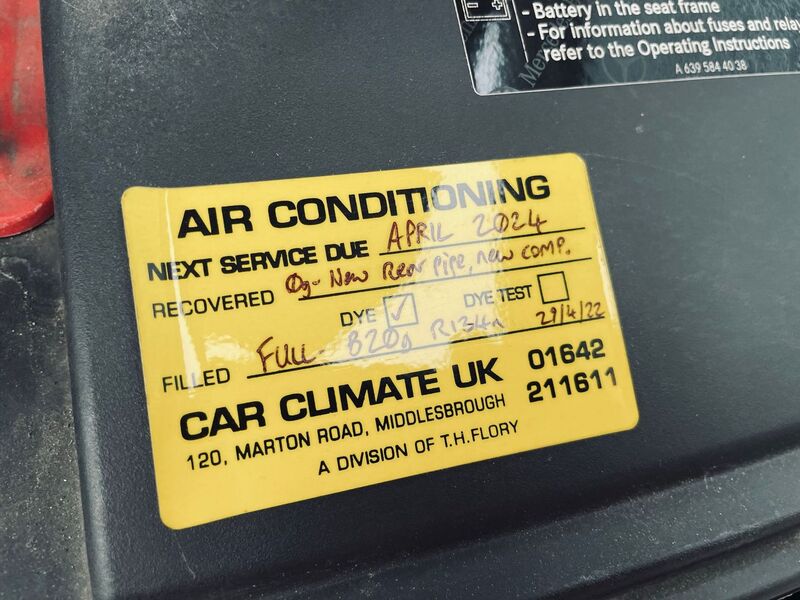 - Battery in the seat frame
- For information about fuses and relay
refer to the Operating Instructions
A 639 584 40 38
AIR CONDITIONING
NEXT SERVICE DUE APRIL 2024
RECOVERED 0g - New Rear Pipe, new comp.
DYE ✓ DYE TEST
FILLED FULL - 820g R134a 29/4/22
CAR CLIMATE UK 01642
211611
120, MARTON ROAD, MIDDLESBROUGH
A DIVISION OF T.H.FLORY